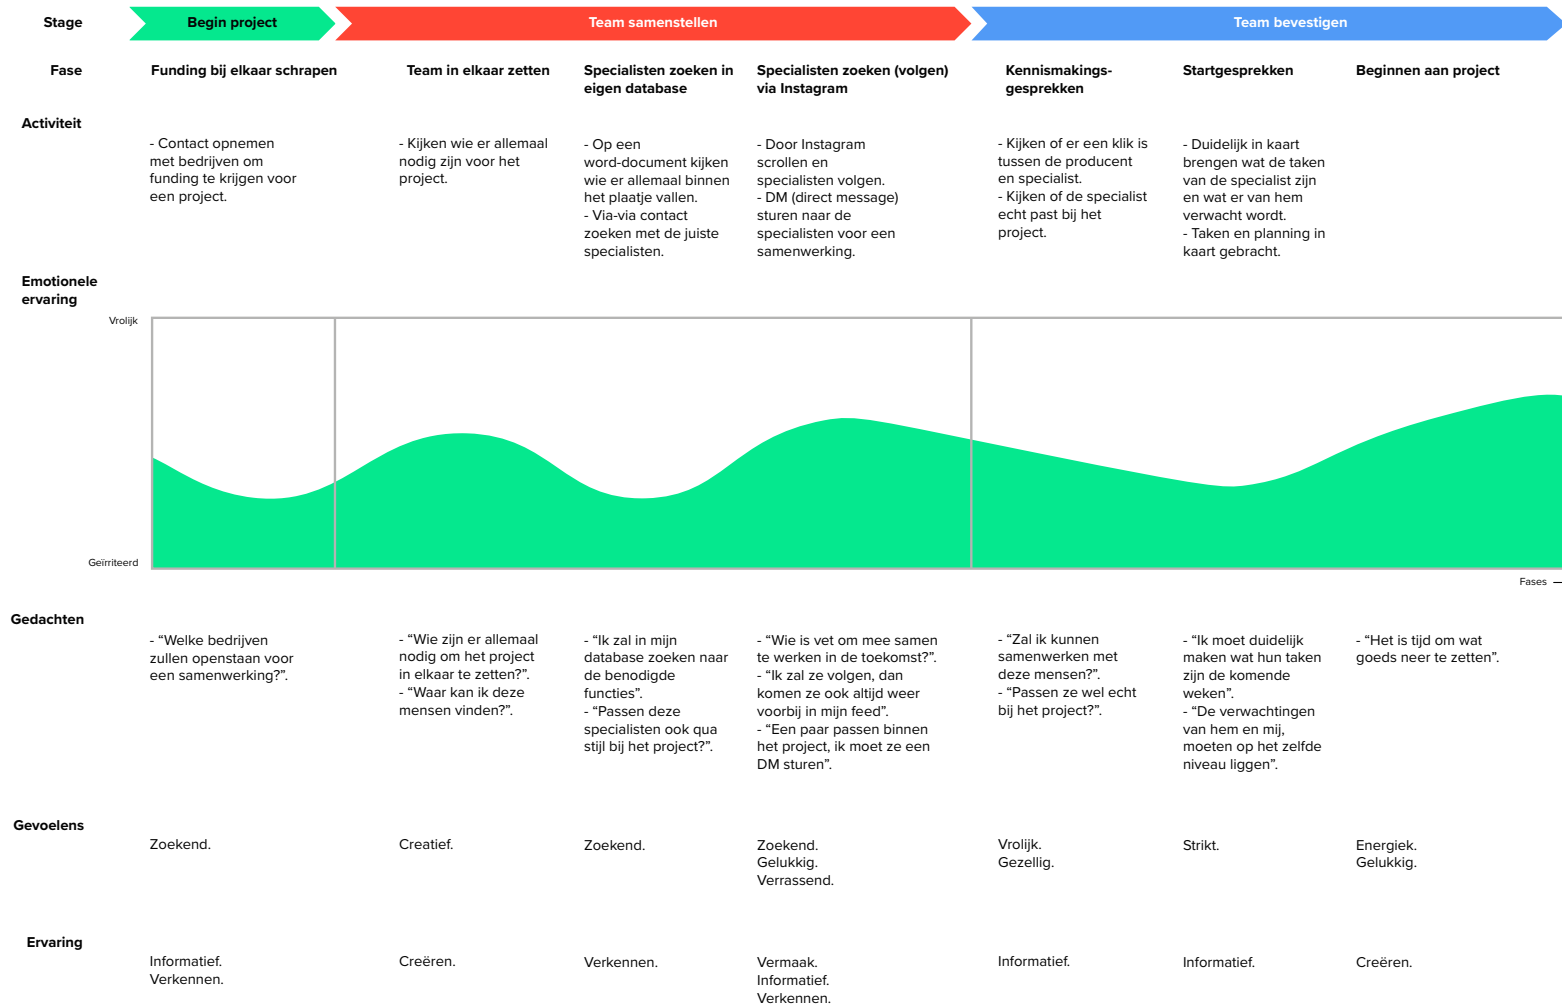 Stage
Begin project
Team samenstellen
Team bevestigen
Fase
Funding bij elkaar schrapen
Team in elkaar zetten
Specialisten zoeken in
eigen database
Specialisten zoeken (volgen)
via Instagram
Kennismakings-
gesprekken
Startgesprekken
Beginnen aan project
Activiteit
- Contact opnemen
met bedrijven om
funding te krijgen voor
een project.
- Kijken wie er allemaal
nodig zijn voor het
project.
- Op een
word-document kijken
wie er allemaal binnen
het plaatje vallen.
- Via-via contact
zoeken met de juiste
specialisten.
- Door Instagram
scrollen en
specialisten volgen.
- DM (direct message)
sturen naar de
specialisten voor een
samenwerking.
- Kijken of er een klik is
tussen de producent
en specialist.
- Kijken of de specialist
echt past bij het
project.
- Duidelijk in kaart
brengen wat de taken
van de specialist zijn
en wat er van hem
verwacht wordt.
- Taken en planning in
kaart gebracht.
Emotionele
ervaring
Vrolijk
Geïrriteerd
Fases
Gedachten
- “Welke bedrijven
zullen openstaan voor
een samenwerking?”.
- “Wie zijn er allemaal
nodig om het project
in elkaar te zetten?”.
- “Waar kan ik deze
mensen vinden?”.
- “Ik zal in mijn
database zoeken naar
de benodigde
functies”.
- “Passen deze
specialisten ook qua
stijl bij het project?”.
- “Wie is vet om mee samen
te werken in de toekomst?”.
- “Ik zal ze volgen, dan
komen ze ook altijd weer
voorbij in mijn feed”.
- “Een paar passen binnen
het project, ik moet ze een
DM sturen”.
- “Zal ik kunnen
samenwerken met
deze mensen?”.
- “Passen ze wel echt
bij het project?”.
- “Ik moet duidelijk
maken wat hun taken
zijn de komende
weken”.
- “De verwachtingen
van hem en mij,
moeten op het zelfde
niveau liggen”.
- “Het is tijd om wat
goeds neer te zetten”.
Gevoelens
Zoekend.
Creatief.
Zoekend.
Zoekend.
Gelukkig.
Verrassend.
Vrolijk.
Gezellig.
Strikt.
Energiek.
Gelukkig.
Ervaring
Informatief.
Verkennen.
Creëren.
Verkennen.
Vermaak.
Informatief.
Verkennen.
Informatief.
Informatief.
Creëren.